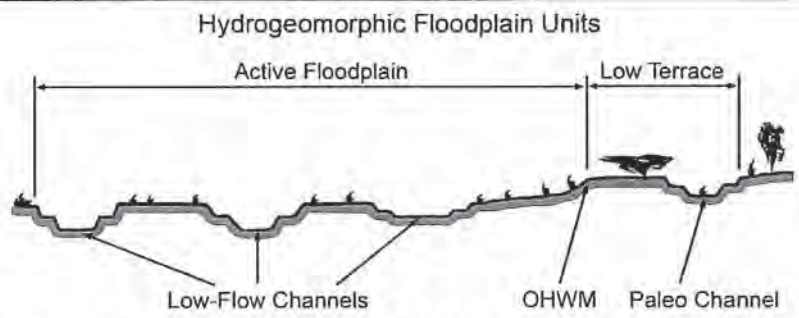 Hydrogeomorphic Floodplain Units
Active Floodplain
Low Terrace
Low-Flow Channels
OHWM
Paleo Channel